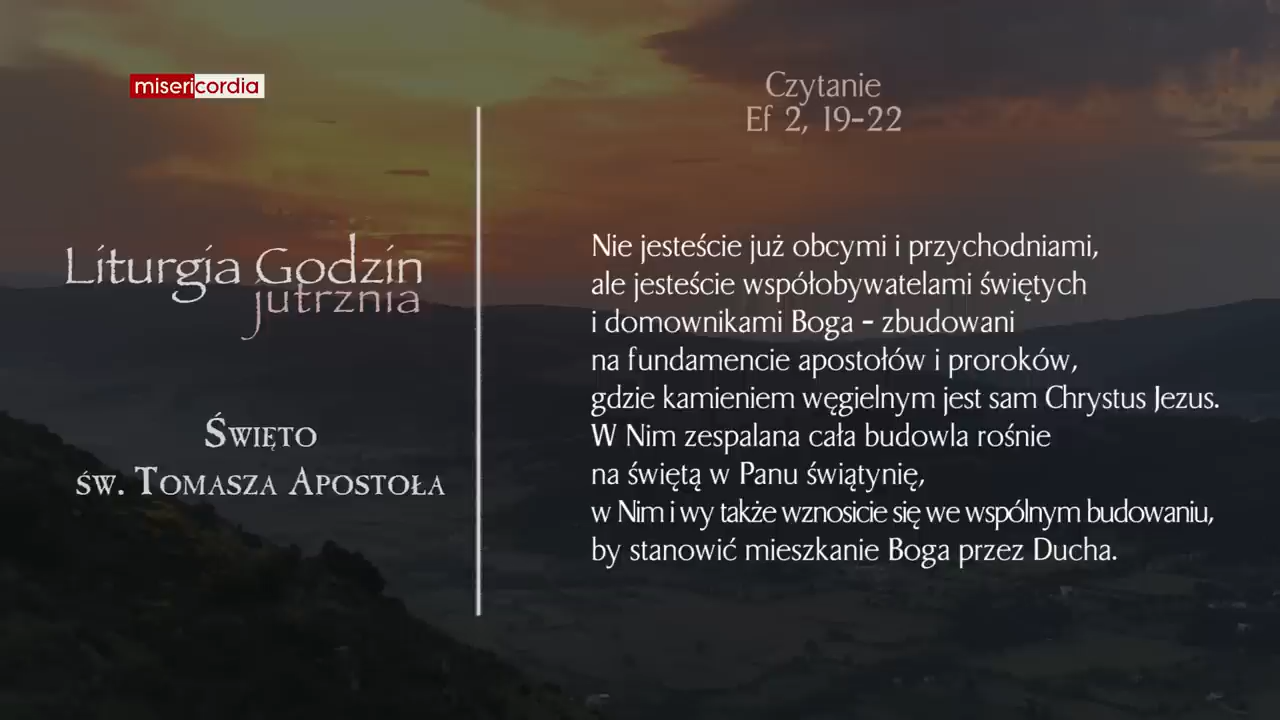 misericordia
Liturgia Godzin
jutrznia
Święto
św. Tomasza Apostoła
Czytanie
Ef 2, 19-22
Nie jesteście już obcymi i przychodniami,
ale jesteście współobywatelami świętych
i domownikami Boga - zbudowani
na fundamencie apostołów i proroków,
gdzie kamieniem węgielnym jest sam Chrystus Jezus.
W Nim zespalana cała budowla rośnie
na świętą w Panu świątynię,
w Nim i wy także wznosicie się we wspólnym budowaniu,
by stanowić mieszkanie Boga przez Ducha.